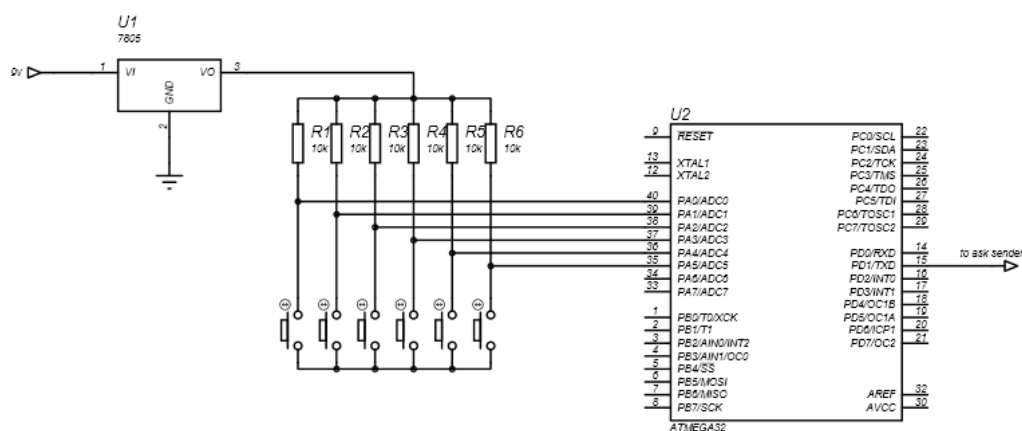 U1
7805
9v
1
VI
VO
3
GND
2
R1
10k
R2
10k
R3
10k
R4
10k
R5
10k
R6
10k
U2
9 RESET
13 XTAL1
12 XTAL2
40 PA0/ADC0
39 PA1/ADC1
38 PA2/ADC2
37 PA3/ADC3
36 PA4/ADC4
35 PA5/ADC5
34 PA6/ADC6
33 PA7/ADC7
1 PB0/T0/XCK
2 PB1/T1
3 PB2/AIN0/INT2
4 PB3/AIN1/OC0
5 PB4/SS
6 PB5/MOSI
7 PB6/MISO
8 PB7/SCK
PC0/SCL 22
PC1/SDA 23
PC2/TCK 24
PC3/TMS 25
PC4/TDO 26
PC5/TDI 27
PC6/TOSC1 28
PC7/TOSC2 29
PD0/RXD 14
PD1/TXD 15
PD2/INT0 16
PD3/INT1 17
PD4/OC1B 18
PD5/OC1A 19
PD6/ICP1 20
PD7/OC2 21
AREF 32
AVCC 30
ATMEGA32
to ask sender